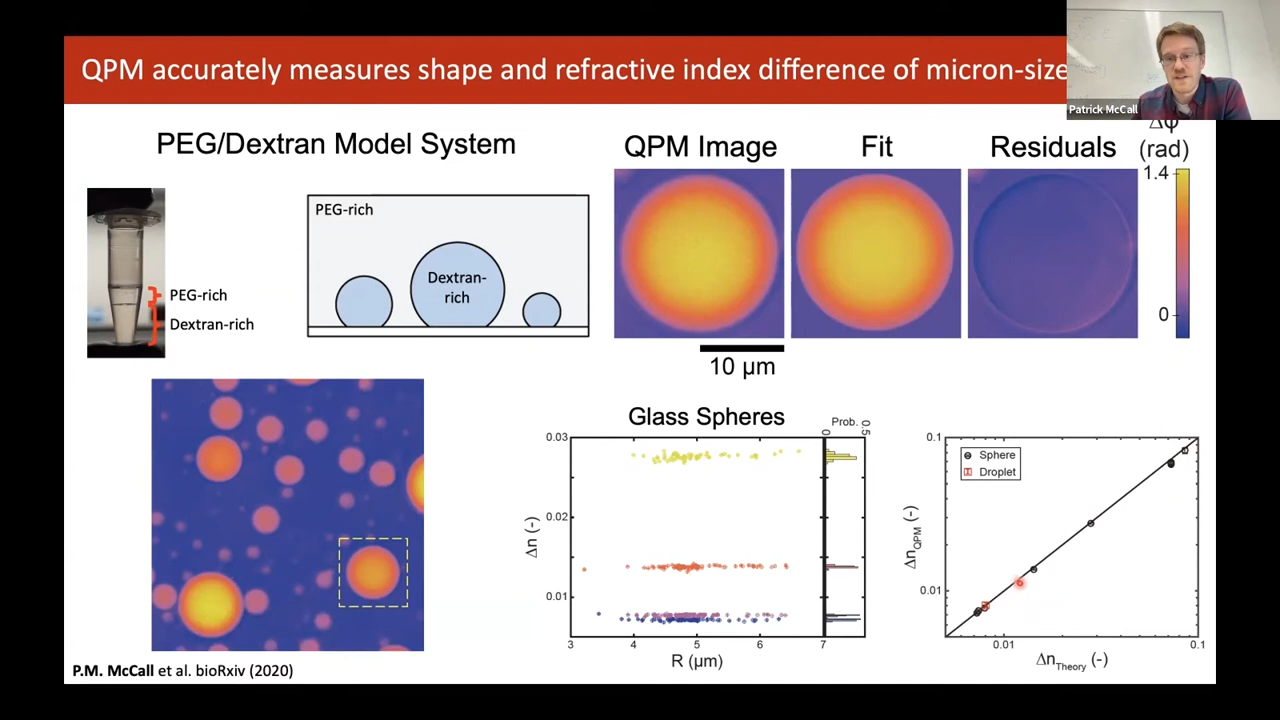 QPM accurately measures shape and refractive index difference of micron-size
Patrick McCall
PEG/Dextran Model System
PEG-rich
Dextran-rich
PEG-rich
Dextran-
rich
QPM Image
Fit
Residuals
Δφ
(rad)
1.4
0
10 μm
P.M. McCall et al. bioRxiv (2020)
Glass Spheres
Prob.
0
0.5
0.03
0.02
0.01
Δn (-)
3
4
5
6
7
R (μm)
0.1
0.01
Δn_QPM (-)
Sphere
Droplet
0.01
0.1
Δn_Theory (-)